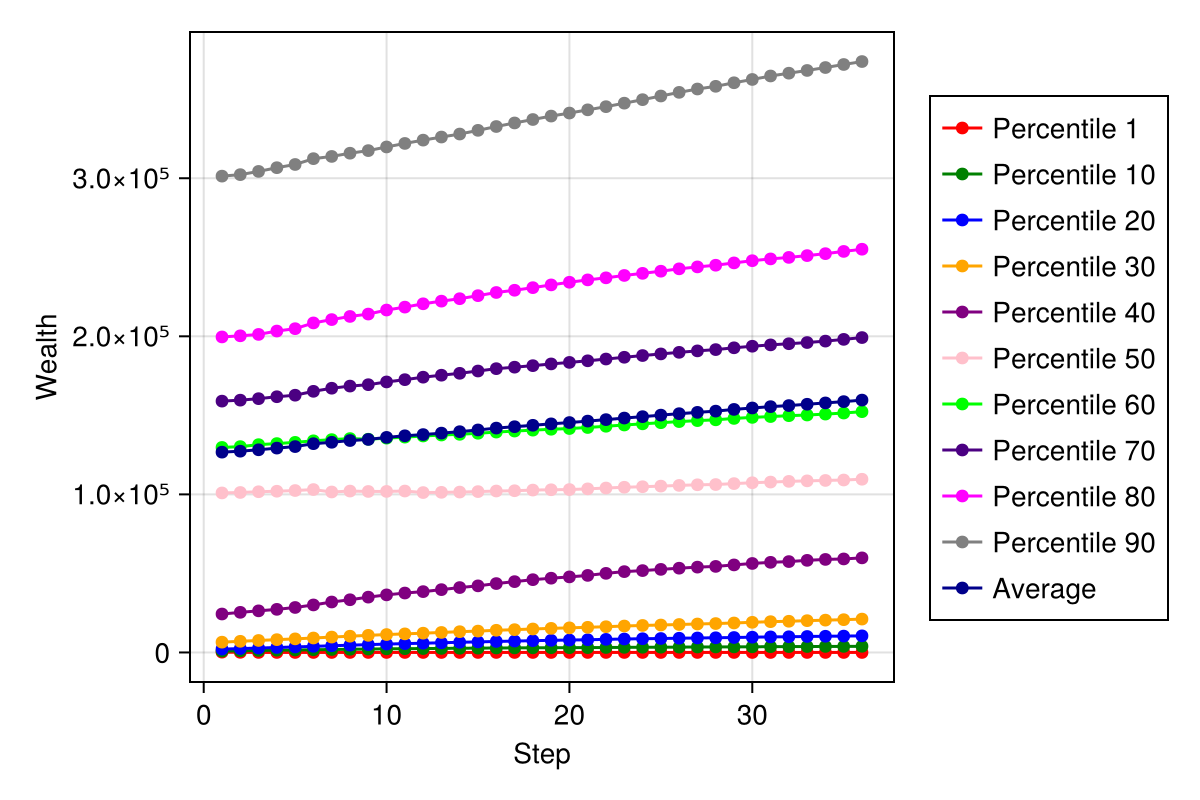 Wealth
3.0×10⁵
2.0×10⁵
1.0×10⁵
0
0 10 20 30
Step
Percentile 1
Percentile 10
Percentile 20
Percentile 30
Percentile 40
Percentile 50
Percentile 60
Percentile 70
Percentile 80
Percentile 90
Average